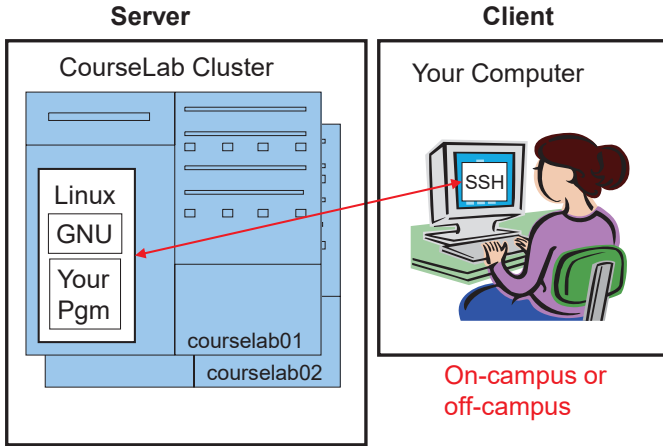 Server
CourseLab Cluster
Linux
GNU
Your
Pgm
courselab01
courselab02
Client
Your Computer
SSH
On-campus or
off-campus